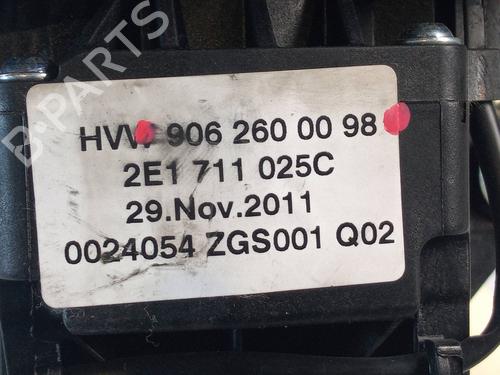 HVW 906 260 00 98
2E1 711 025C
29.Nov.2011
0024054 ZGS001 Q02
B-PARTS